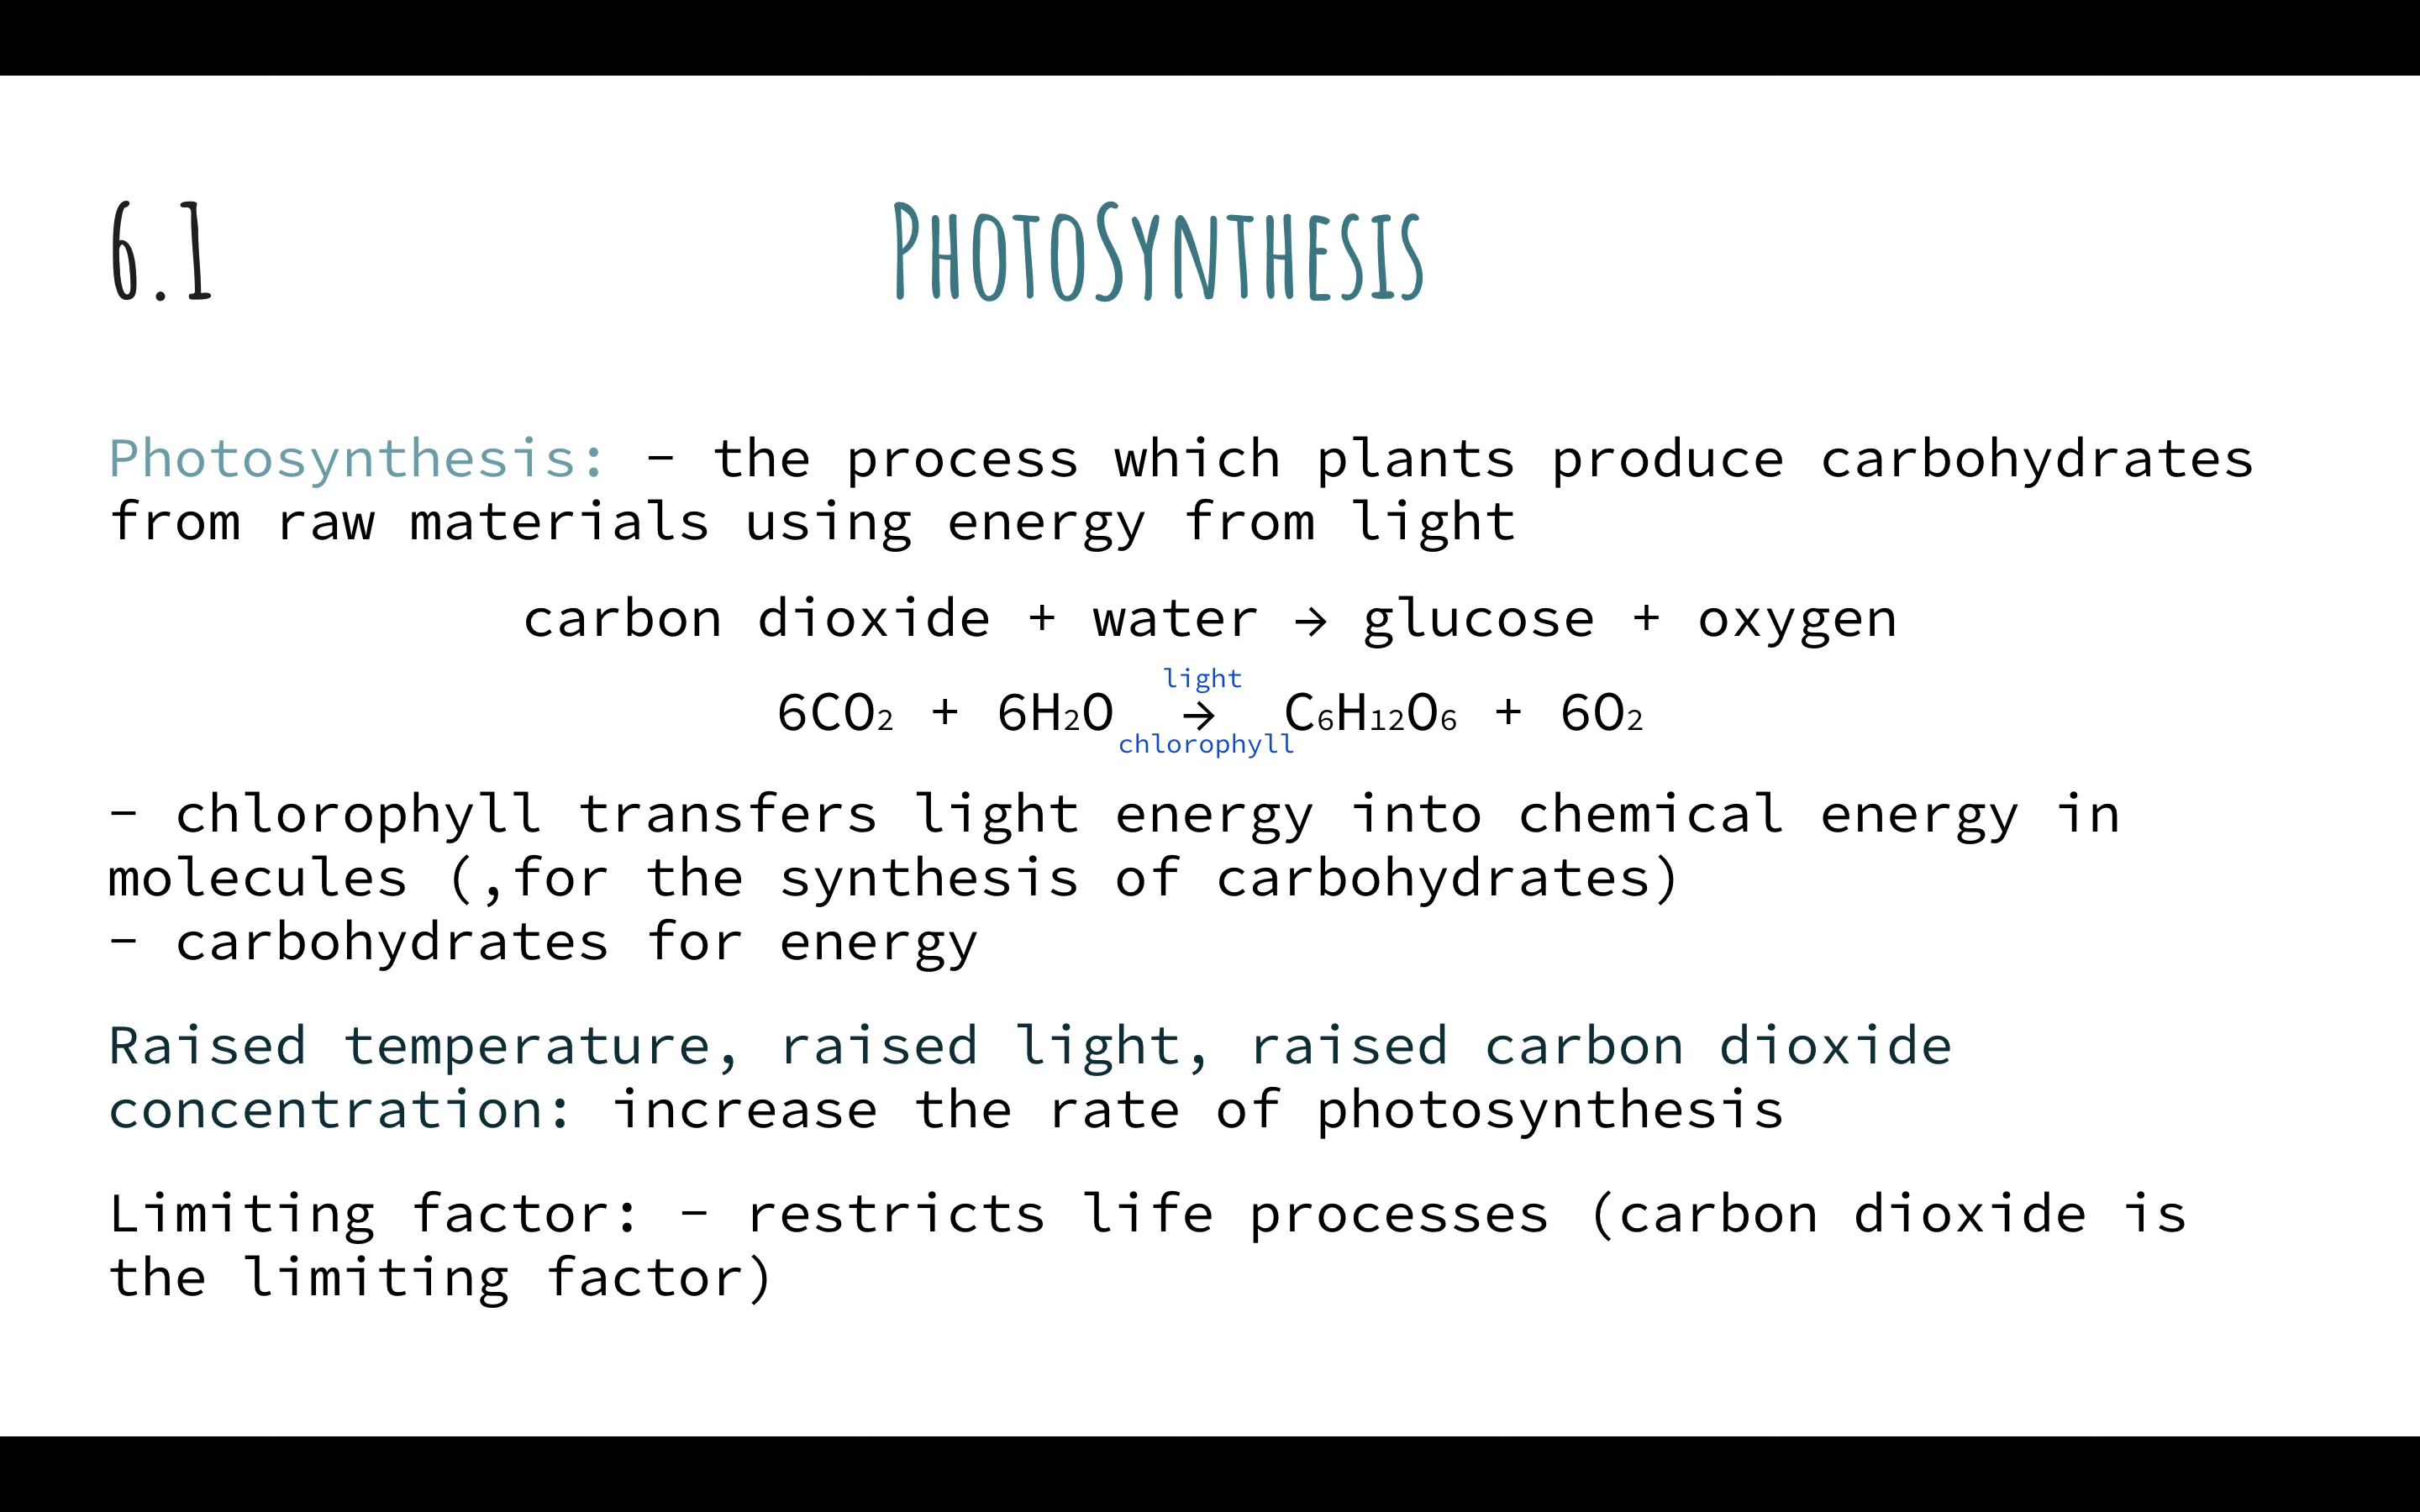 6.1 PHOTOSYNTHESIS
Photosynthesis: – the process which plants produce carbohydrates
from raw materials using energy from light
carbon dioxide + water → glucose + oxygen
light
6CO₂ + 6H₂O → C₆H₁₂O₆ + 6O₂
chlorophyll
– chlorophyll transfers light energy into chemical energy in
molecules (,for the synthesis of carbohydrates)
– carbohydrates for energy
Raised temperature, raised light, raised carbon dioxide
concentration: increase the rate of photosynthesis
Limiting factor: – restricts life processes (carbon dioxide is
the limiting factor)